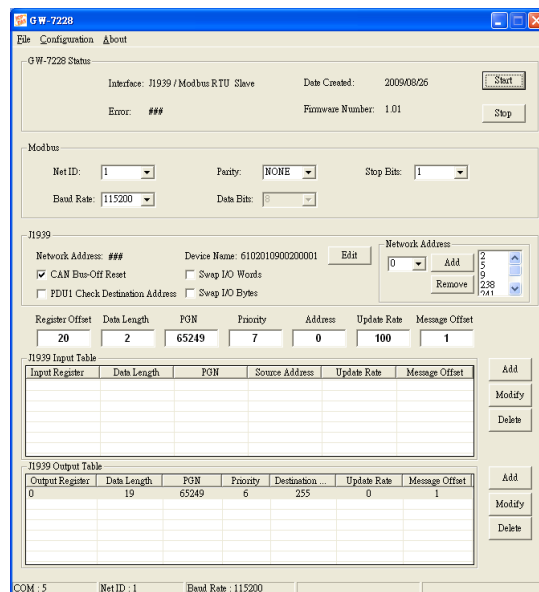 GW-7228
File Configuration About
GW-7228 Status
Interface: J1939 / Modbus RTU Slave Date Created: 2009/08/26 Start
Error: ### Firmware Number: 1.01 Stop
Modbus
Net ID: 1 Parity: NONE Stop Bits: 1
Baud Rate: 115200 Data Bits: 8
J1939
Network Address: ### Device Name: 6102010900200001 Edit
CAN Bus-Off Reset Swap I/O Words
PDU1 Check Destination Address Swap I/O Bytes
Network Address
0 Add Remove
2
5
9
238
241
Register Offset Data Length PGN Priority Address Update Rate Message Offset
20 2 65249 7 0 100 1
J1939 Input Table
Input Register Data Length PGN Source Address Update Rate Message Offset
Add
Modify
Delete
J1939 Output Table
Output Register Data Length PGN Priority Destination ... Update Rate Message Offset
0 19 65249 6 255 0 1
Add
Modify
Delete
COM : 5 Net ID : 1 Baud Rate : 115200